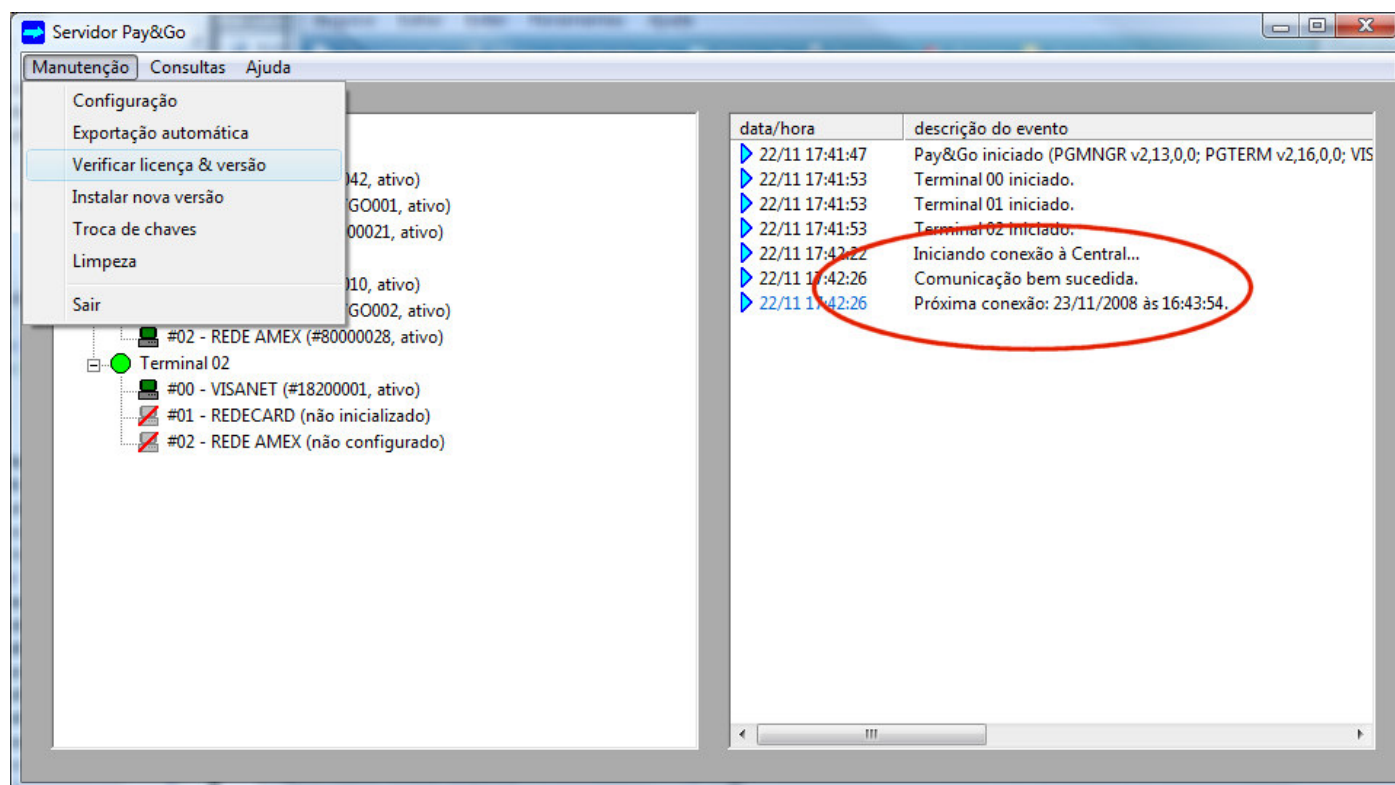 Servidor Pay&Go
Manutenção Consultas Ajuda
Configuração
Exportação automática
Verificar licença & versão
Instalar nova versão
Troca de chaves
Limpeza
Sair
042, ativo)
GO001, ativo)
00021, ativo)
010, ativo)
GO002, ativo)
#02 - REDE AMEX (#80000028, ativo)
Terminal 02
#00 - VISANET (#18200001, ativo)
#01 - REDECARD (não inicializado)
#02 - REDE AMEX (não configurado)
data/hora descrição do evento
22/11 17:41:47 Pay&Go iniciado (PGMNGR v2,13,0,0; PGTERM v2,16,0,0; VIS
22/11 17:41:53 Terminal 00 iniciado.
22/11 17:41:53 Terminal 01 iniciado.
22/11 17:41:53 Terminal 02 iniciado.
22/11 17:42:22 Iniciando conexão à Central...
22/11 17:42:26 Comunicação bem sucedida.
22/11 17:42:26 Próxima conexão: 23/11/2008 às 16:43:54.